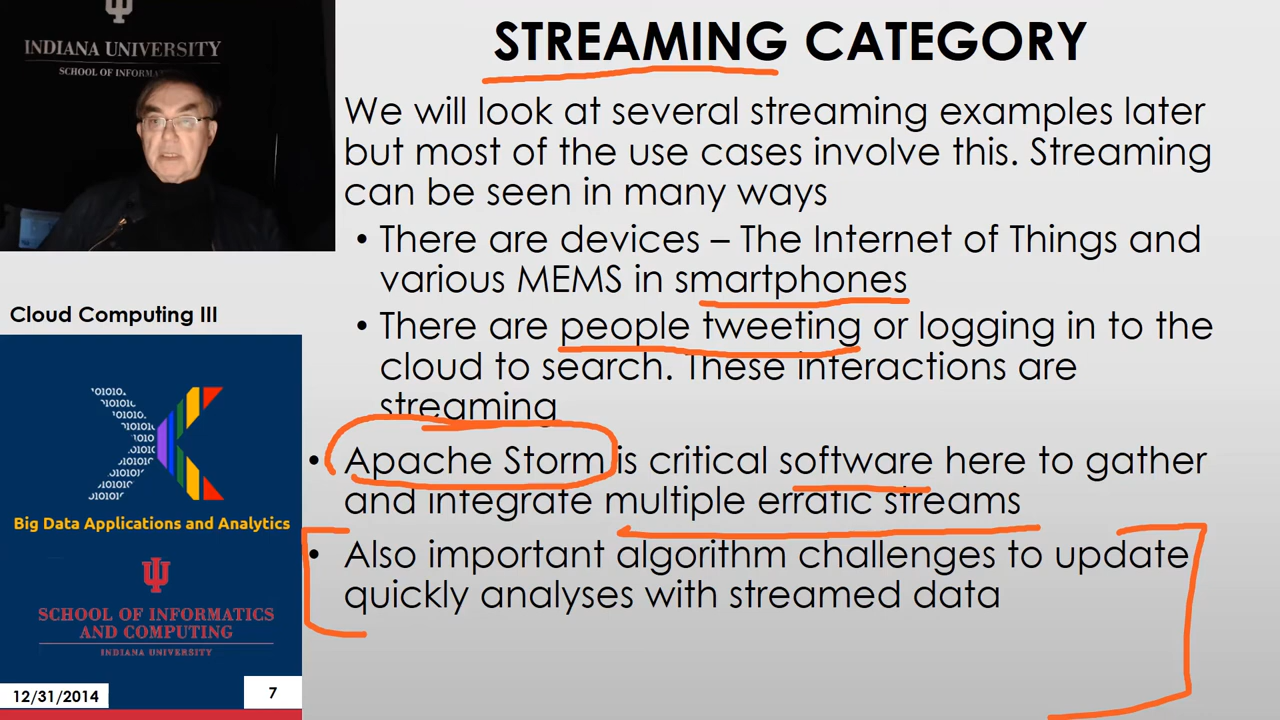 INDIANA UNIVERSITY
SCHOOL OF INFORMAT
STREAMING CATEGORY
We will look at several streaming examples later
but most of the use cases involve this. Streaming
can be seen in many ways
• There are devices – The Internet of Things and
various MEMS in smartphones
• There are people tweeting or logging in to the
cloud to search. These interactions are
streaming
• Apache Storm is critical software here to gather
and integrate multiple erratic streams
• Also important algorithm challenges to update
quickly analyses with streamed data
Cloud Computing III
Big Data Applications and Analytics
SCHOOL OF INFORMATICS
AND COMPUTING
INDIANA UNIVERSITY
12/31/2014
7